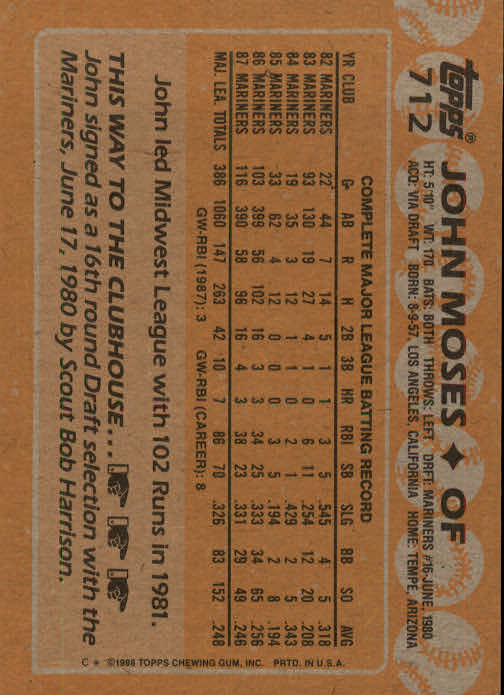 topps®
712
JOHN MOSES ♦ OF
HT: 5'10" WT: 170 BATS: BOTH THROWS: LEFT DRFT: MARINERS #16-JUNE, 1980
ACQ: VIA DRAFT BORN: 8-9-57, LOS ANGELES, CALIFORNIA HOME: TEMPE, ARIZONA
COMPLETE MAJOR LEAGUE BATTING RECORD
YR CLUB G AB R H 2B 3B HR RBI SB SLG BB SO AVG
82 MARINERS 22 44 7 14 5 1 1 3 5 .545 4 5 .318
83 MARINERS 93 130 19 27 4 1 0 6 11 .254 12 20 .208
84 MARINERS 19 35 3 12 1 1 0 2 1 .429 2 5 .343
85 MARINERS 33 62 4 12 0 0 0 3 5 .194 2 8 .194
86 MARINERS 103 399 56 102 16 3 3 34 25 .333 34 65 .256
87 MARINERS 116 390 58 96 16 4 3 38 23 .331 29 49 .246
MAJ. LEA. TOTALS 386 1060 147 263 42 10 7 86 70 .326 83 152 .248
GW-RBI (1987): 3 GW-RBI (CAREER): 8
John led Midwest League with 102 Runs in 1981.
THIS WAY TO THE CLUBHOUSE...
John signed as a 16th round Draft selection with the
Mariners, June 17, 1980 by Scout Bob Harrison.
C * ©1988 TOPPS CHEWING GUM, INC. PRTD. IN U.S.A.